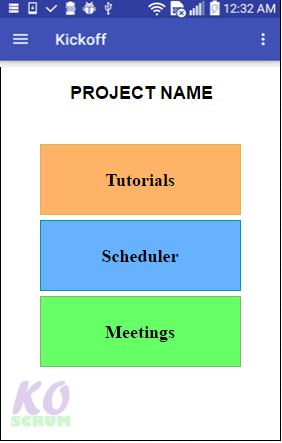 12:32 AM
Kickoff
PROJECT NAME
Tutorials
Scheduler
Meetings
KO
SCRUM